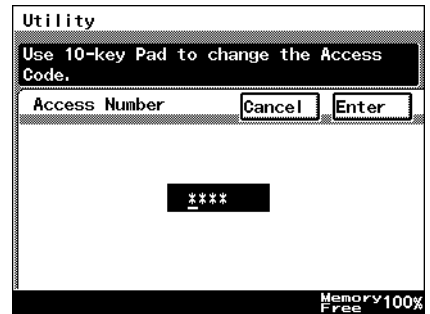 Utility
Use 10-key Pad to change the Access
Code.
Access Number Cancel Enter
****
Memory
Free 100%